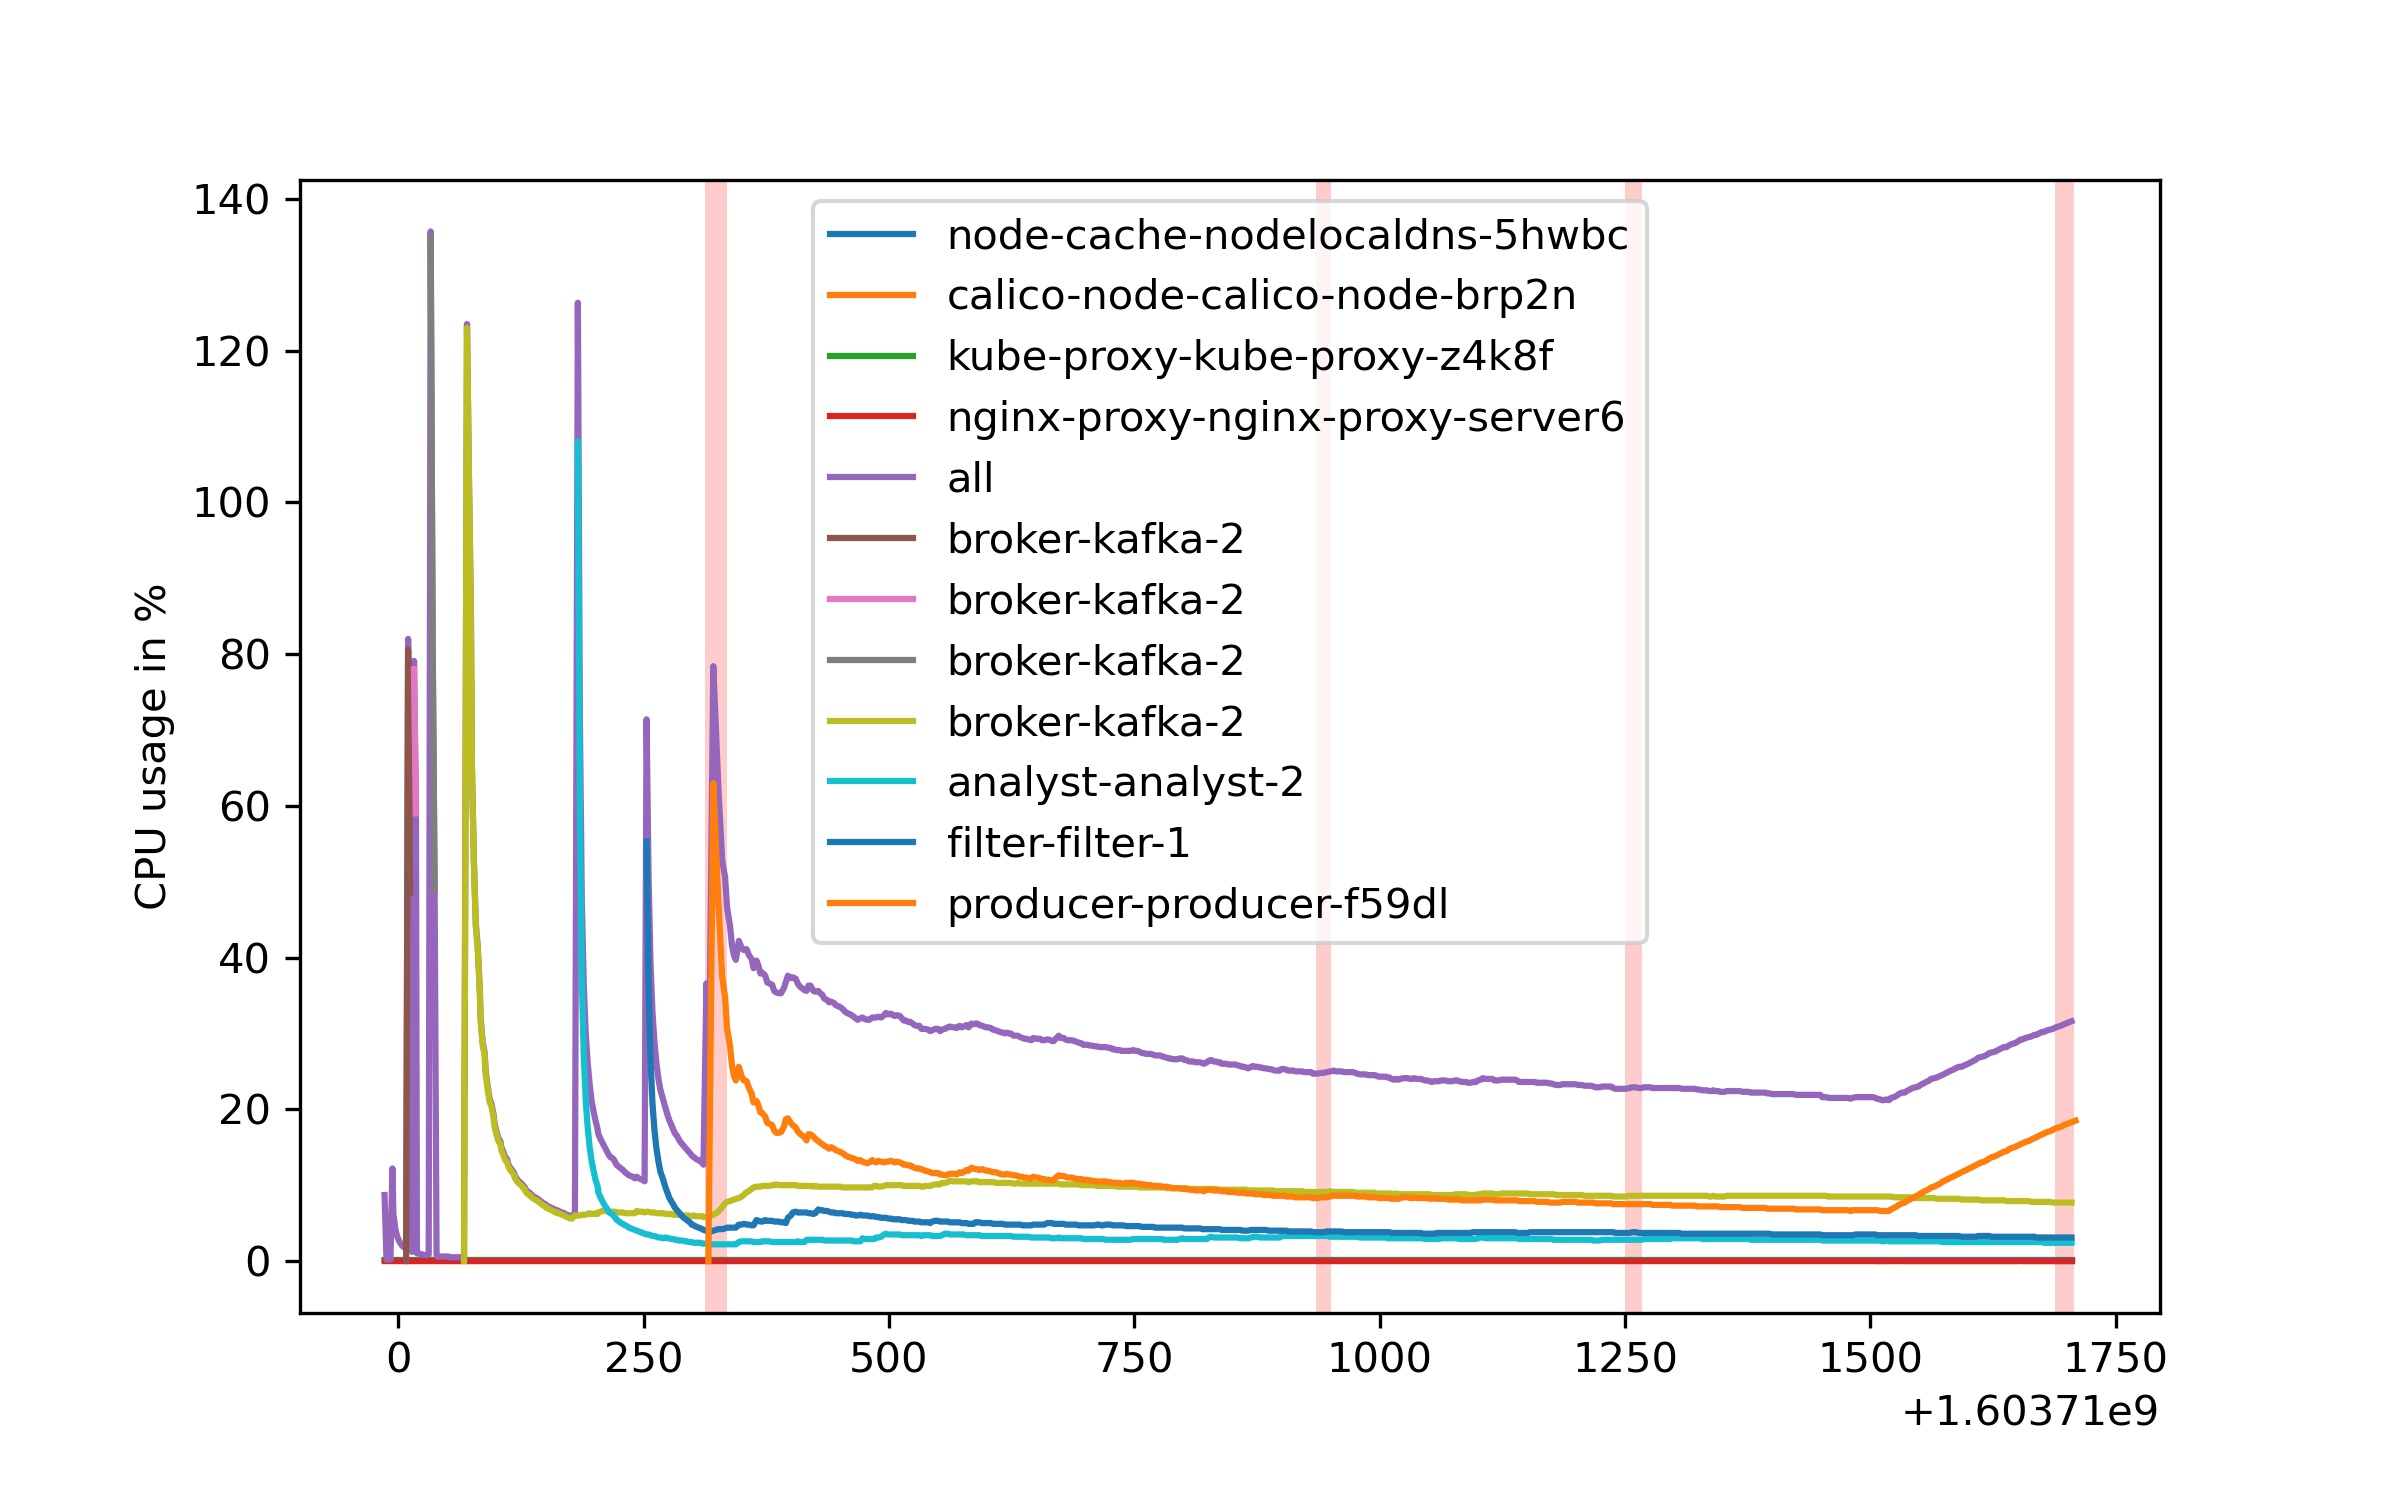 140
120
100
80
60
40
20
0
CPU usage in %
node-cache-nodelocaldns-5hwbc
calico-node-calico-node-brp2n
kube-proxy-kube-proxy-z4k8f
nginx-proxy-nginx-proxy-server6
all
broker-kafka-2
broker-kafka-2
broker-kafka-2
broker-kafka-2
analyst-analyst-2
filter-filter-1
producer-producer-f59dl
0 250 500 750 1000 1250 1500 1750
+1.60371e9